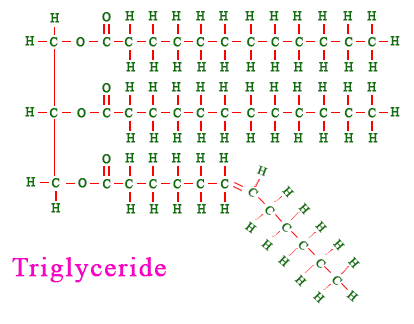 H O H H H H H H H H H H H
H C O C C C C C C C C C C C C H
H H H H H H H H H H H
O H H H H H H H H H H H
H C O C C C C C C C C C C C C H
H H H H H H H H H H H
O H H H H H
H
H C O C C C C C C
C H
H H H H H H C H
H C H
H C H
H C H
H C
H H
Triglyceride